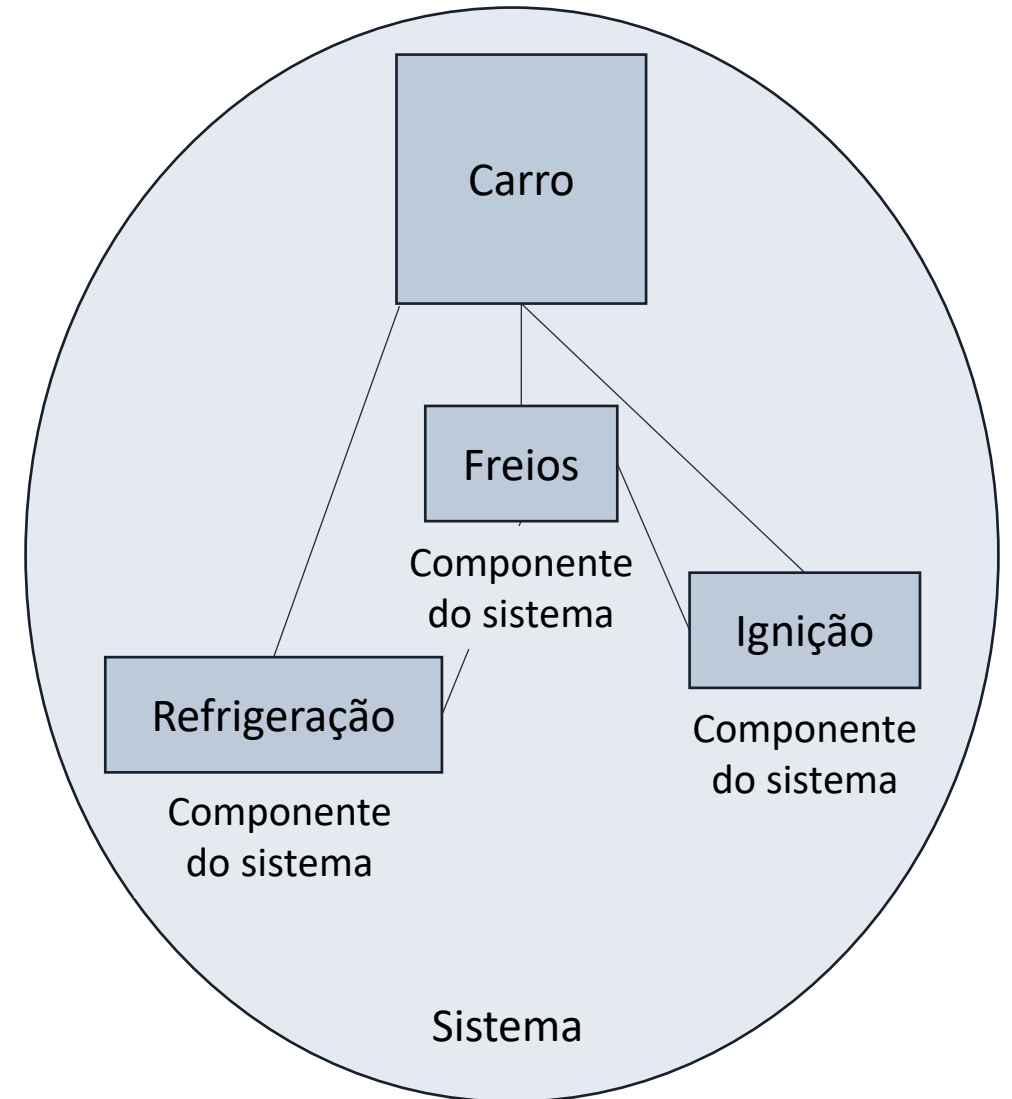 Carro
Freios
Componente
do sistema
Ignição
Componente
do sistema
Refrigeração
Componente
do sistema
Sistema